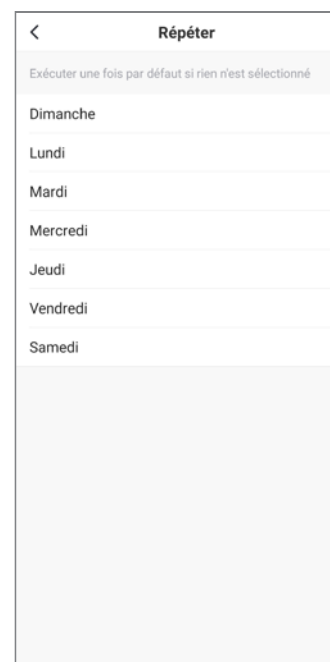 Répéter
Exécuter une fois par défaut si rien n'est sélectionné
Dimanche
Lundi
Mardi
Mercredi
Jeudi
Vendredi
Samedi